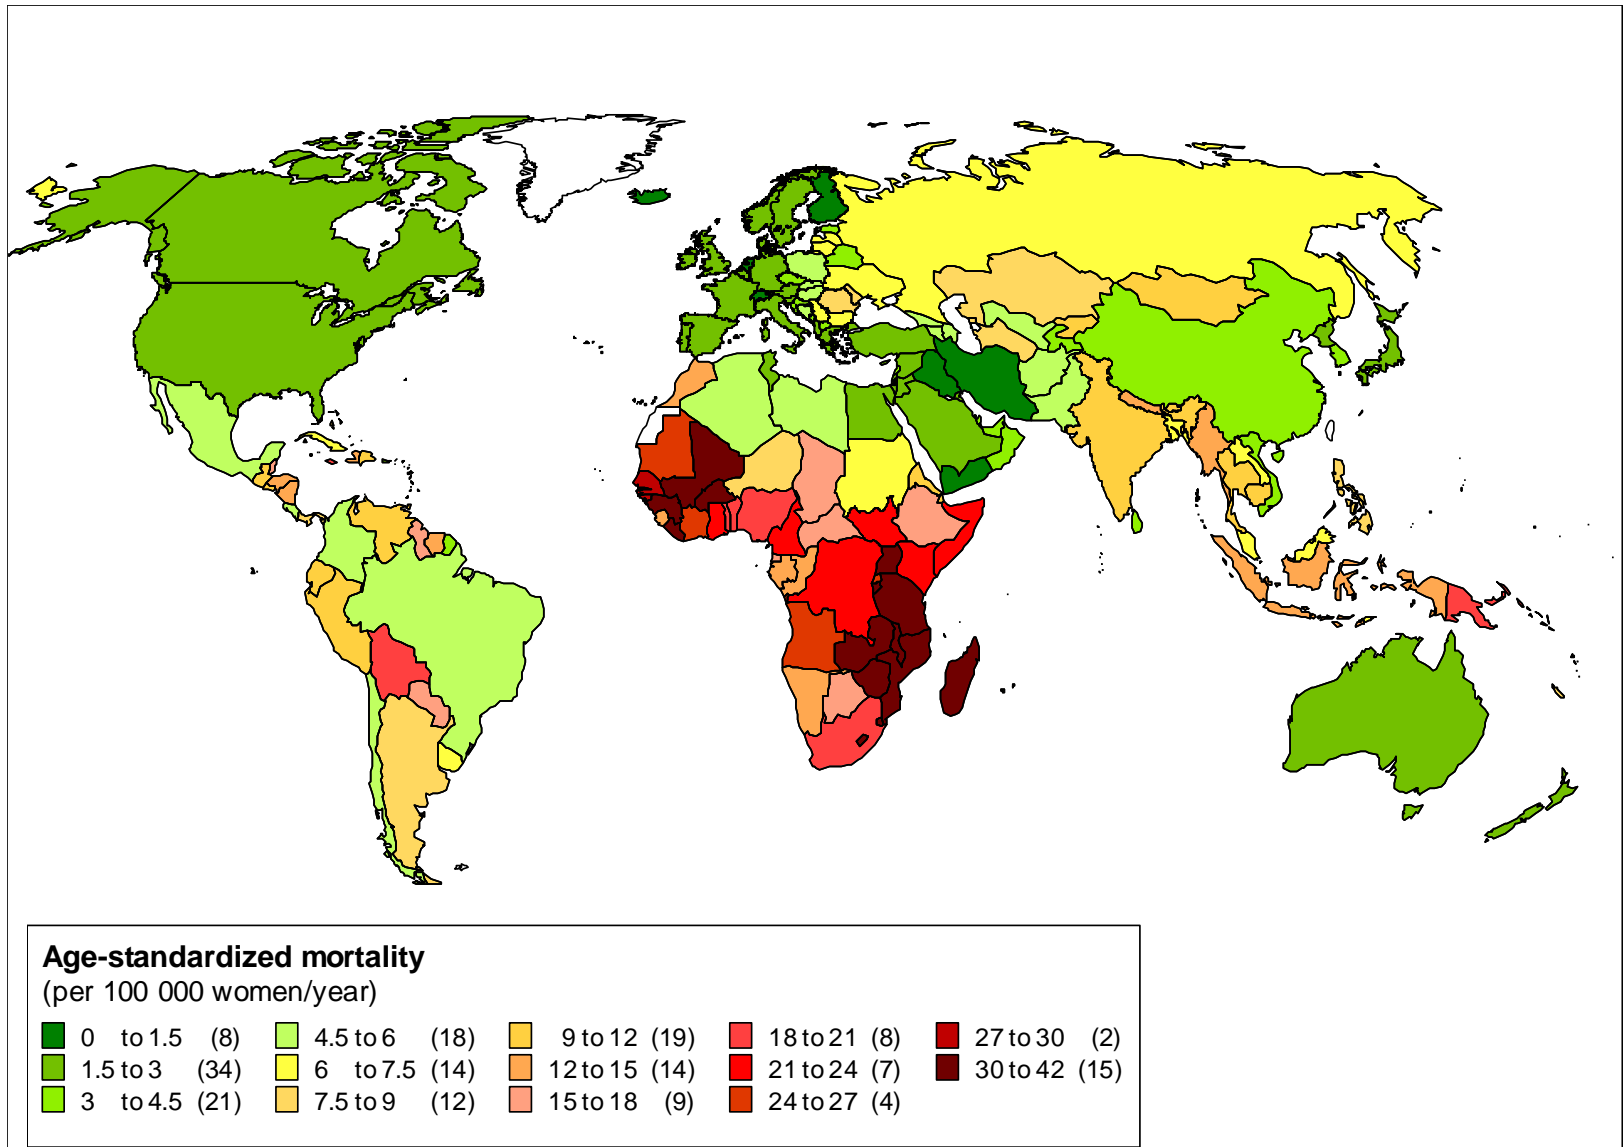 Age-standardized mortality
(per 100 000 women/year)
0 to 1.5 (8) 4.5 to 6 (18) 9 to 12 (19) 18 to 21 (8) 27 to 30 (2)
1.5 to 3 (34) 6 to 7.5 (14) 12 to 15 (14) 21 to 24 (7) 30 to 42 (15)
3 to 4.5 (21) 7.5 to 9 (12) 15 to 18 (9) 24 to 27 (4)